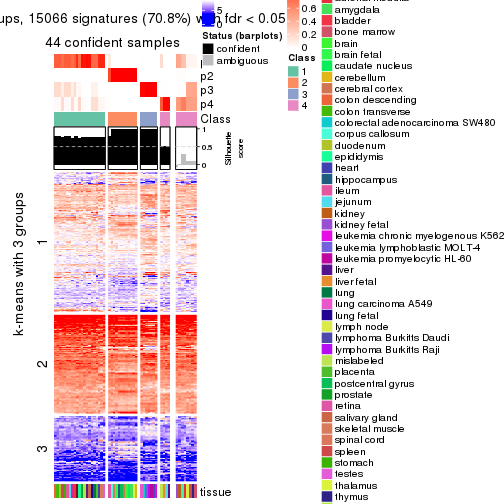 ups, 15066 signatures (70.8%) with fdr < 0.05
44 confident samples
p2
p3
p4
Class
1
0.5
0
Silhouette
score
k-means with 3 groups
1
2
3
tissue
5
0
Status (barplots)
confident
ambiguous
0.6
0.4
0.2
0
Class
1
2
3
4
amygdala
bladder
bone marrow
brain
brain fetal
caudate nucleus
cerebellum
cerebral cortex
colon descending
colon transverse
colorectal adenocarcinoma SW480
corpus callosum
duodenum
epididymis
heart
hippocampus
ileum
jejunum
kidney
kidney fetal
leukemia chronic myelogenous K562
leukemia lymphoblastic MOLT-4
leukemia promyelocytic HL-60
liver
liver fetal
lung
lung carcinoma A549
lung fetal
lymph node
lymphoma Burkitts Daudi
lymphoma Burkitts Raji
mislabeled
placenta
postcentral gyrus
prostate
retina
salivary gland
skeletal muscle
spinal cord
spleen
stomach
testes
thalamus
thymus